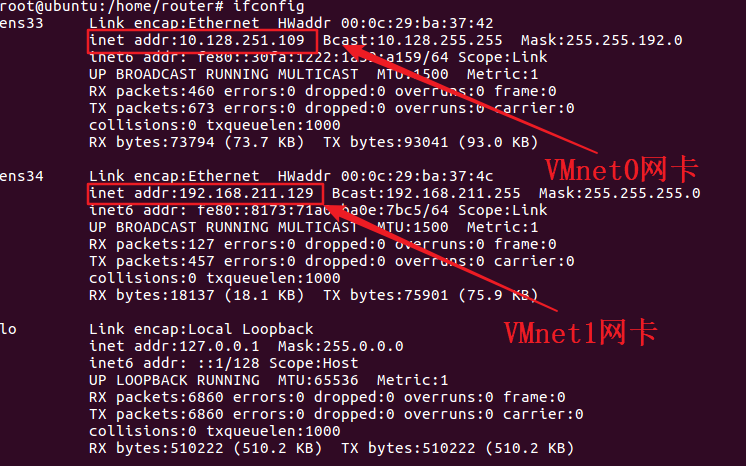 root@ubuntu:/home/router# ifconfig
ens33 Link encap:Ethernet HWaddr 00:0c:29:ba:37:42
inet addr:10.128.251.109 Bcast:10.128.255.255 Mask:255.255.192.0
inet6 addr: fe80::30fa:1222:18 :a159/64 Scope:Link
UP BROADCAST RUNNING MULTICAST MTU:1500 Metric:1
RX packets:460 errors:0 dropped:0 overruns:0 frame:0
TX packets:673 errors:0 dropped:0 overruns:0 carrier:0
collisions:0 txqueuelen:1000
RX bytes:73794 (73.7 KB) TX bytes:93041 (93.0 KB)
VMnet0网卡
ens34 Link encap:Ethernet HWaddr 00:0c:29:ba:37:4c
inet addr:192.168.211.129 Bcast:192.168.211.255 Mask:255.255.255.0
inet6 addr: fe80::8173:71a0: ba0e:7bc5/64 Scope:Link
UP BROADCAST RUNNING MULTICAST MTU:1500 Metric:1
RX packets:127 errors:0 dropped:0 overruns:0 frame:0
TX packets:457 errors:0 dropped:0 overruns:0 carrier:0
collisions:0 txqueuelen:1000
RX bytes:18137 (18.1 KB) TX bytes:75901 (75.9 KB)
VMnet1网卡
lo Link encap:Local Loopback
inet addr:127.0.0.1 Mask:255.0.0.0
inet6 addr: ::1/128 Scope:Host
UP LOOPBACK RUNNING MTU:65536 Metric:1
RX packets:6860 errors:0 dropped:0 overruns:0 frame:0
TX packets:6860 errors:0 dropped:0 overruns:0 carrier:0
collisions:0 txqueuelen:1000
RX bytes:510222 (510.2 KB) TX bytes:510222 (510.2 KB)